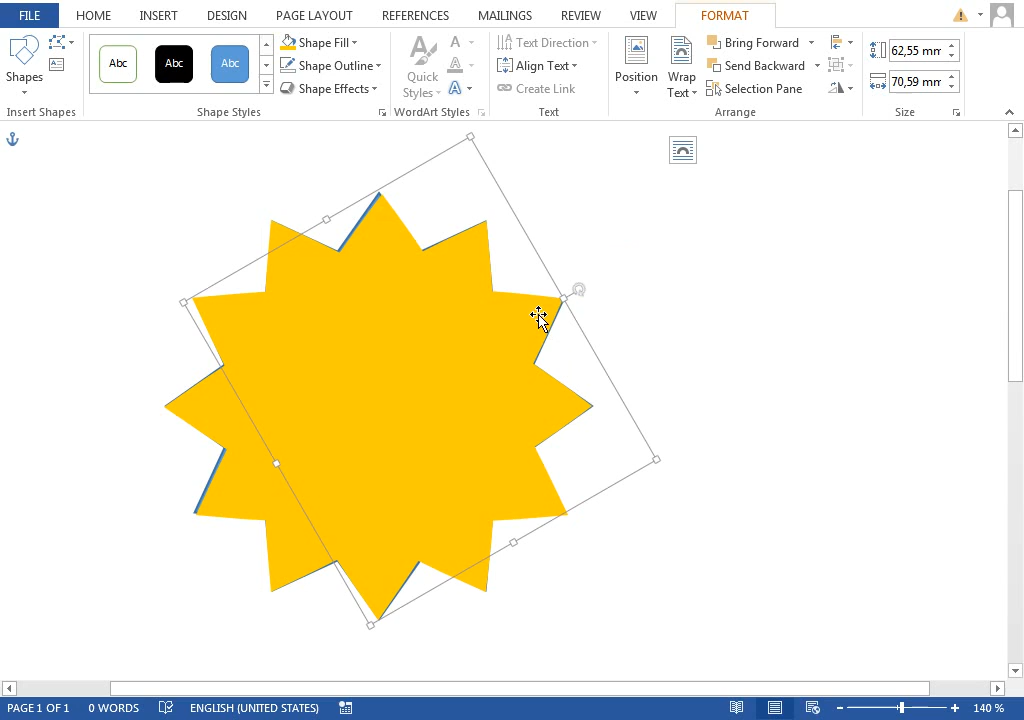 FILE HOME INSERT DESIGN PAGE LAYOUT REFERENCES MAILINGS REVIEW VIEW FORMAT
Shapes
Insert Shapes
Abc Abc Abc
Shape Fill
Shape Outline
Shape Effects
Shape Styles
Quick Styles
A
A
A
WordArt Styles
Text Direction
Align Text
Create Link
Text
Position
Wrap Text
Bring Forward
Send Backward
Selection Pane
Arrange
62,55 mm
70,59 mm
Size
PAGE 1 OF 1 0 WORDS ENGLISH (UNITED STATES) 140 %